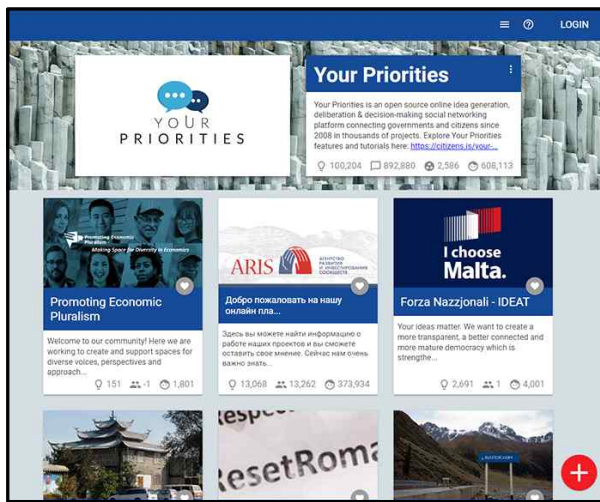 LOGIN
YOUR
PRIORITIES
Your Priorities
Your Priorities is an open source online idea generation,
deliberation & decision-making social networking
platform connecting governments and citizens since
2008 in thousands of projects. Explore Your Priorities
features and tutorials here: https://citizens.is/your-...
100,204 892,880 2,586 608,113
Promoting Economic
Pluralism
Making Space for Diversity in Economics
Promoting Economic
Pluralism
Welcome to our community! Here we are
working to create and support spaces for
diverse voices, perspectives and
approach...
151 -1 1,801
ARIS
АГЕНТСТВО
РАЗВИТИЯ
И ИНВЕСТИРОВАНИЯ
СООБЩЕСТВ
Добро пожаловать на нашу
онлайн пла...
Здесь вы можете найти информацию о
работе наших проектов и вы сможете
оставить свое мнение. Сейчас нам очень
важно знать...
13,068 13,262 373,934
I choose
Malta.
Forza Nazzjonali - IDEAT
Your ideas matter. We want to create a
more transparent, a better connected and
more mature democracy which is
strengthe...
2,691 1 4,001
esetRoma